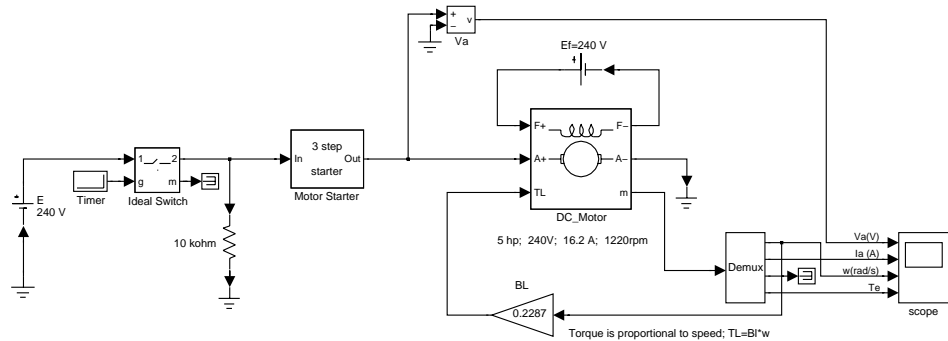 +
−
v
Va
Ef=240 V
+
F+
F−
A+
A−
TL
m
DC_Motor
5 hp; 240V; 16.2 A; 1220rpm
3 step
starter
In
Out
Motor Starter
1
2
g
m
Ideal Switch
Timer
+
E
240 V
10 kohm
Demux
Va(V)
Ia (A)
w(rad/s)
Te
scope
BL
0.2287
Torque is proportional to speed; TL=Bl*w